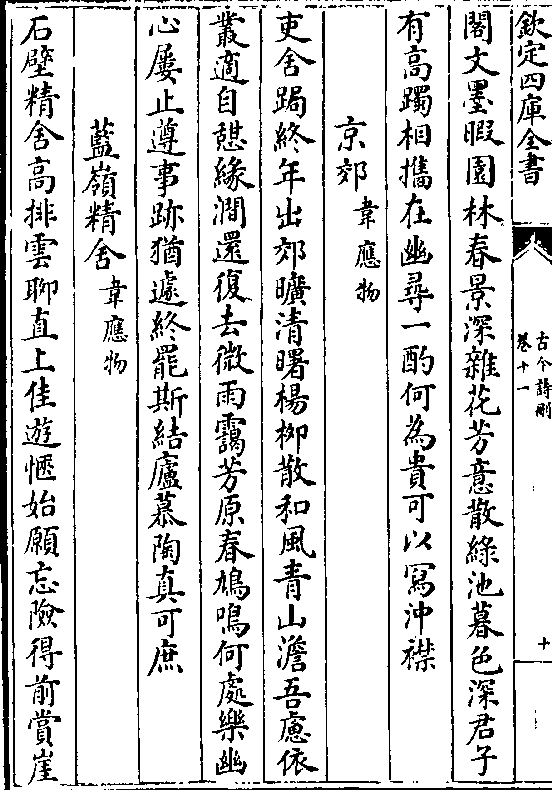 欽定四庫全書
古今詩刪
卷十一
十
閣文墨暇園林春景深雜花芳意散綠池暮色深君子
有高躅相攜在幽尋一酌何為貴可以寫沖襟
京郊 韋應物
吏舍跼終年出郊曠清曙楊柳散和風青山澹吾慮依
叢適自憩緣澗還復去微雨靄芳原春鳩鳴何處樂幽
心屢止遵事跡猶遽終罷斯結廬慕陶真可庶
藍嶺精舍 韋應物
石壁精舍高排雲聊直上佳遊愜始願忘險得前賞崖